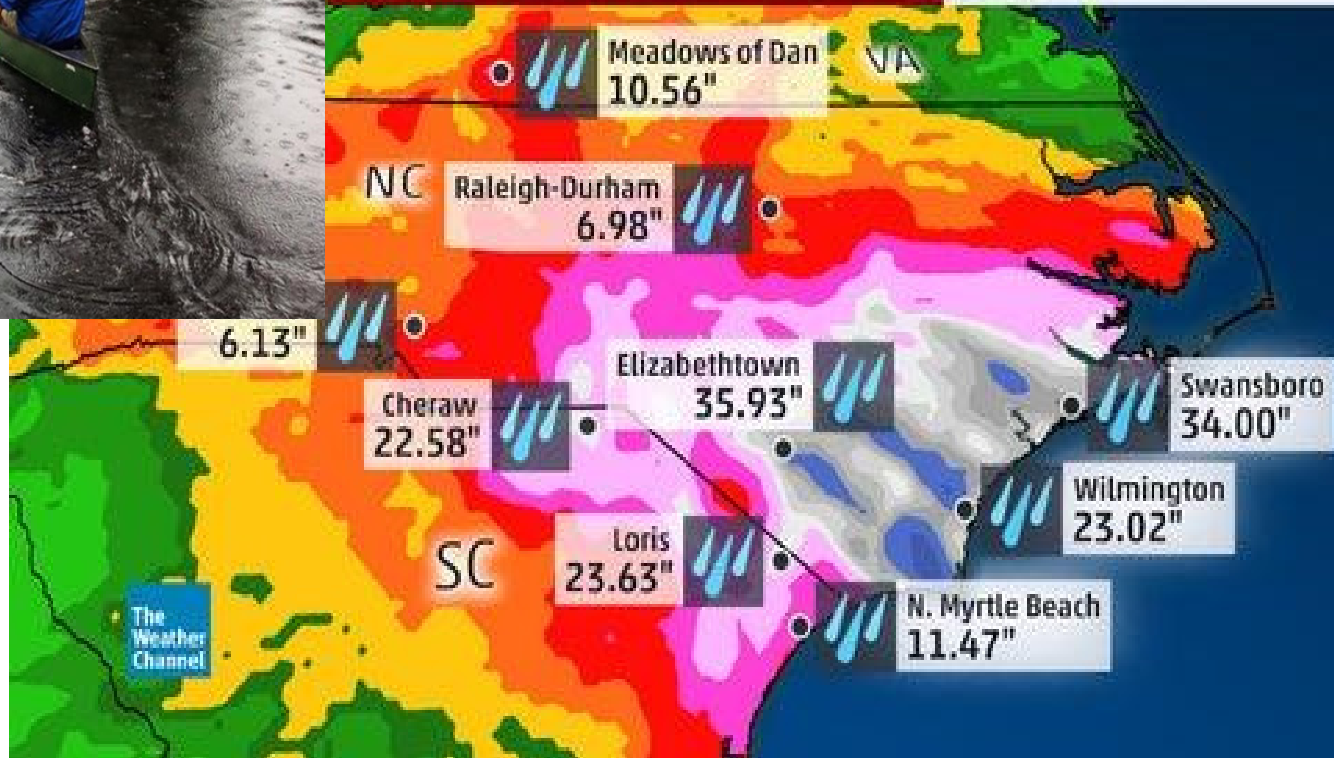 Meadows of Dan
10.56"
VA
NC
Raleigh-Durham
6.98"
6.13"
Elizabethtown
35.93"
Swansboro
34.00"
Cheraw
22.58"
Wilmington
23.02"
Loris
23.63"
SC
N. Myrtle Beach
11.47"
The
Weather
Channel